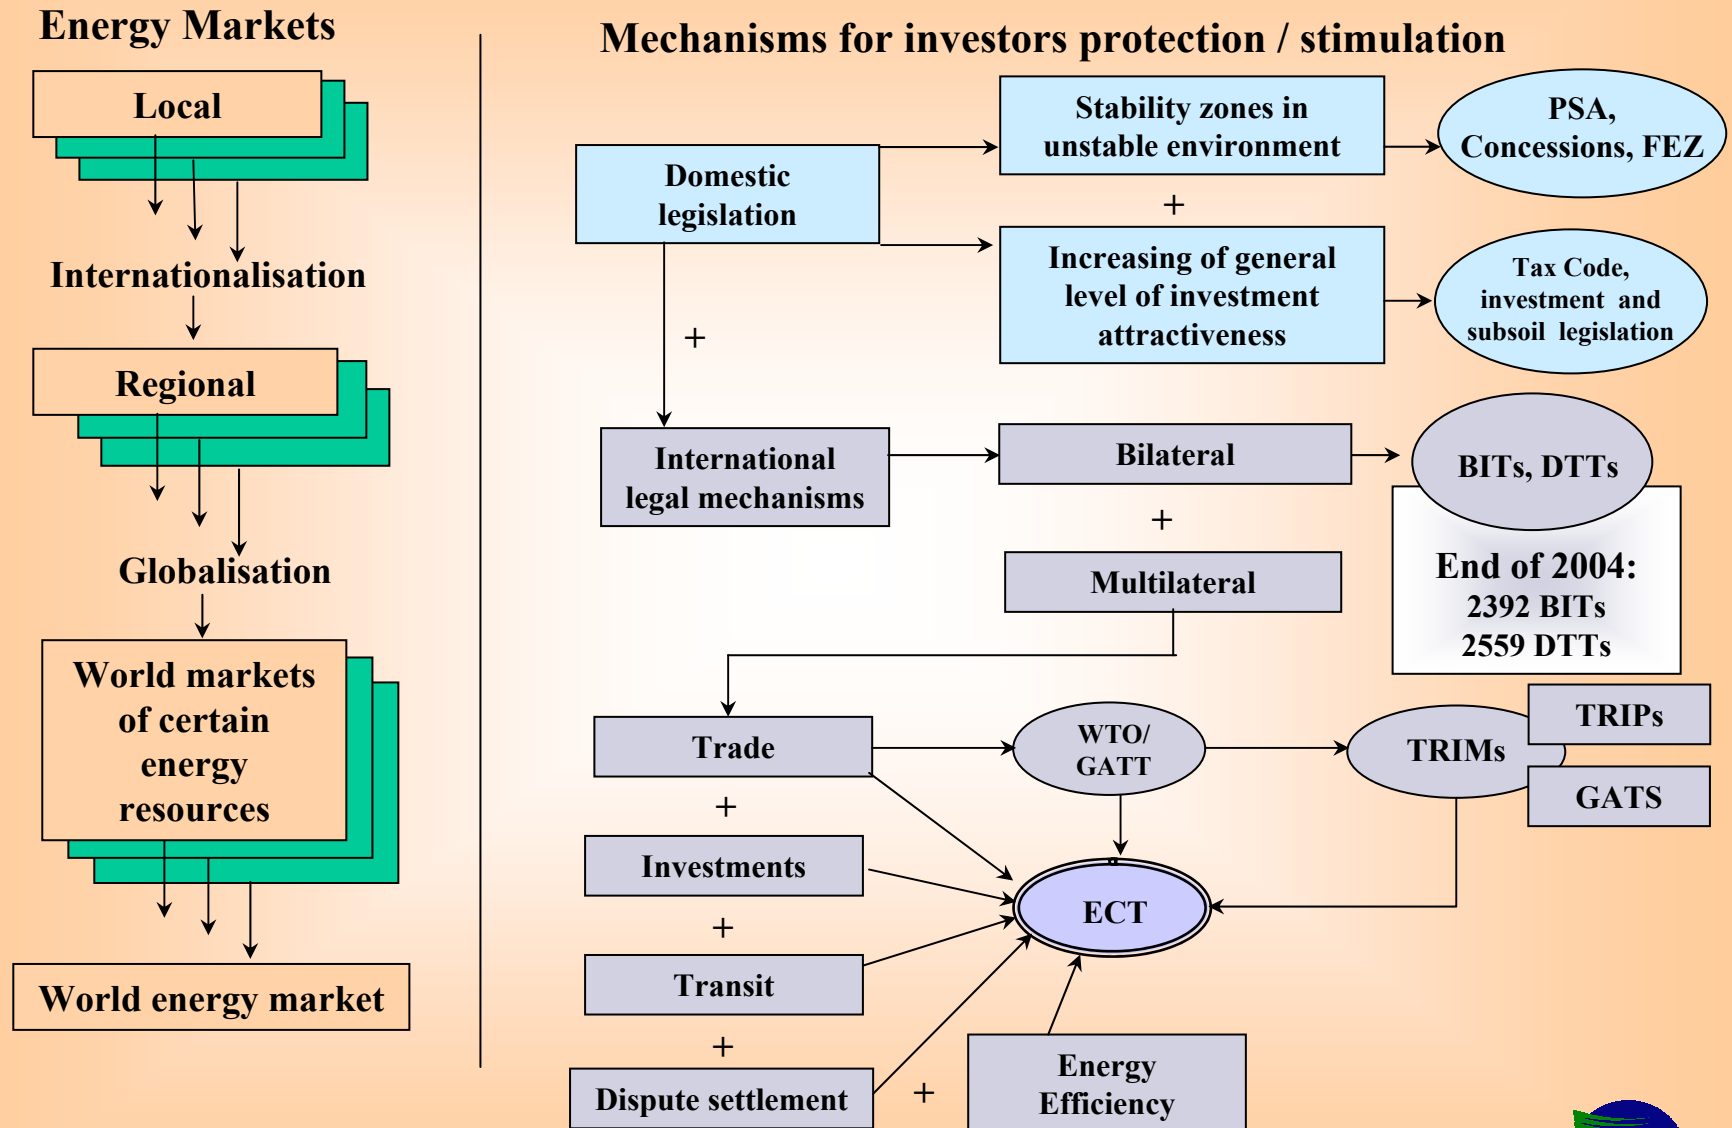 Energy Markets
Local
Internationalisation
Regional
Globalisation
World markets
of certain
energy
resources
World energy market
Mechanisms for investors protection / stimulation
Domestic
legislation
Stability zones in
unstable environment
PSA,
Concessions, FEZ
+
Increasing of general
level of investment
attractiveness
Tax Code,
investment and
subsoil legislation
+
International
legal mechanisms
Bilateral
BITs, DTTs
+
End of 2004:
2392 BITs
2559 DTTs
Multilateral
Trade
WTO/
GATT
TRIMs
TRIPs
GATS
+
Investments
ECT
+
Transit
+
Dispute settlement
+
Energy
Efficiency